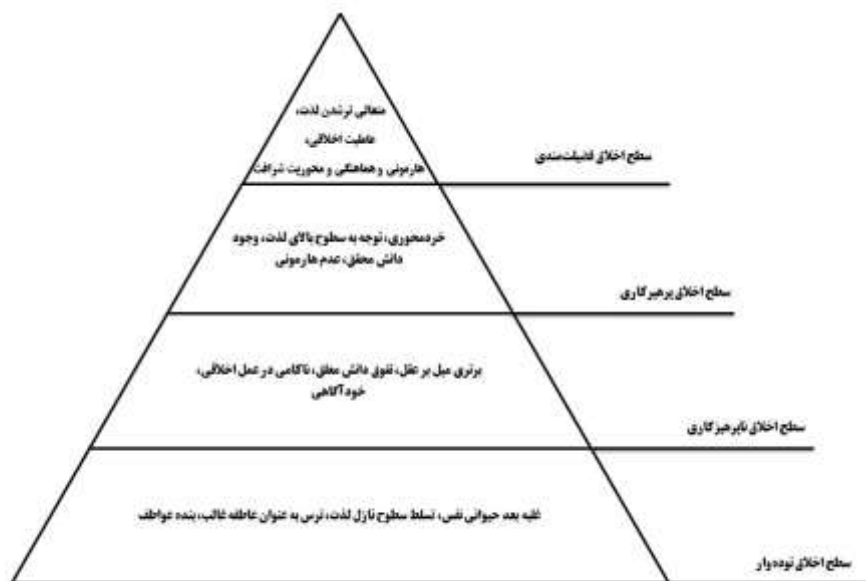 متعالی ترشدن لذت،
عاملیت اخلاقی،
هارمونی و هماهنگی و محوریت شرافت
سطح اخلاق فضیلت‌مندی
خردمحوری، توجه به سطوح بالای لذت، وجود
دانش محقق، عدم هارمونی
سطح اخلاق پرهیزکاری
برتری میل بر عقل، تفوق دانش معلق، ناکامی در عمل اخلاقی،
خودآگاهی
سطح اخلاق ناپرهیزکاری
غلبه بعد حیوانی نفس، تسلط سطوح نازل لذت، ترس به عنوان عاطفه غالب، بنده عواطف
سطح اخلاق توده‌وار